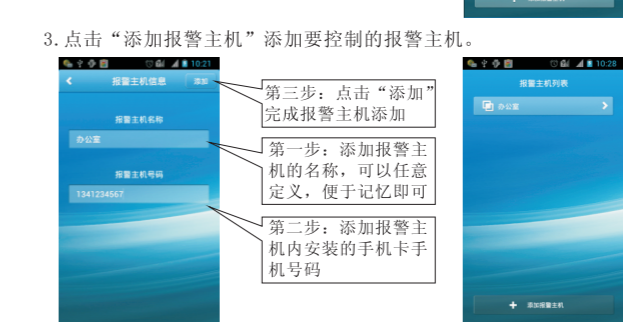 3.点击“添加报警主机”添加要控制的报警主机。
10:21
报警主机信息 添加
报警主机名称
办公室
报警主机号码
1341234567
第三步：点击“添加”
完成报警主机添加
第一步：添加报警主
机的名称，可以任意
定义，便于记忆即可
第二步：添加报警主
机内安装的手机卡手
机号码
10:28
报警主机列表
办公室
添加报警主机